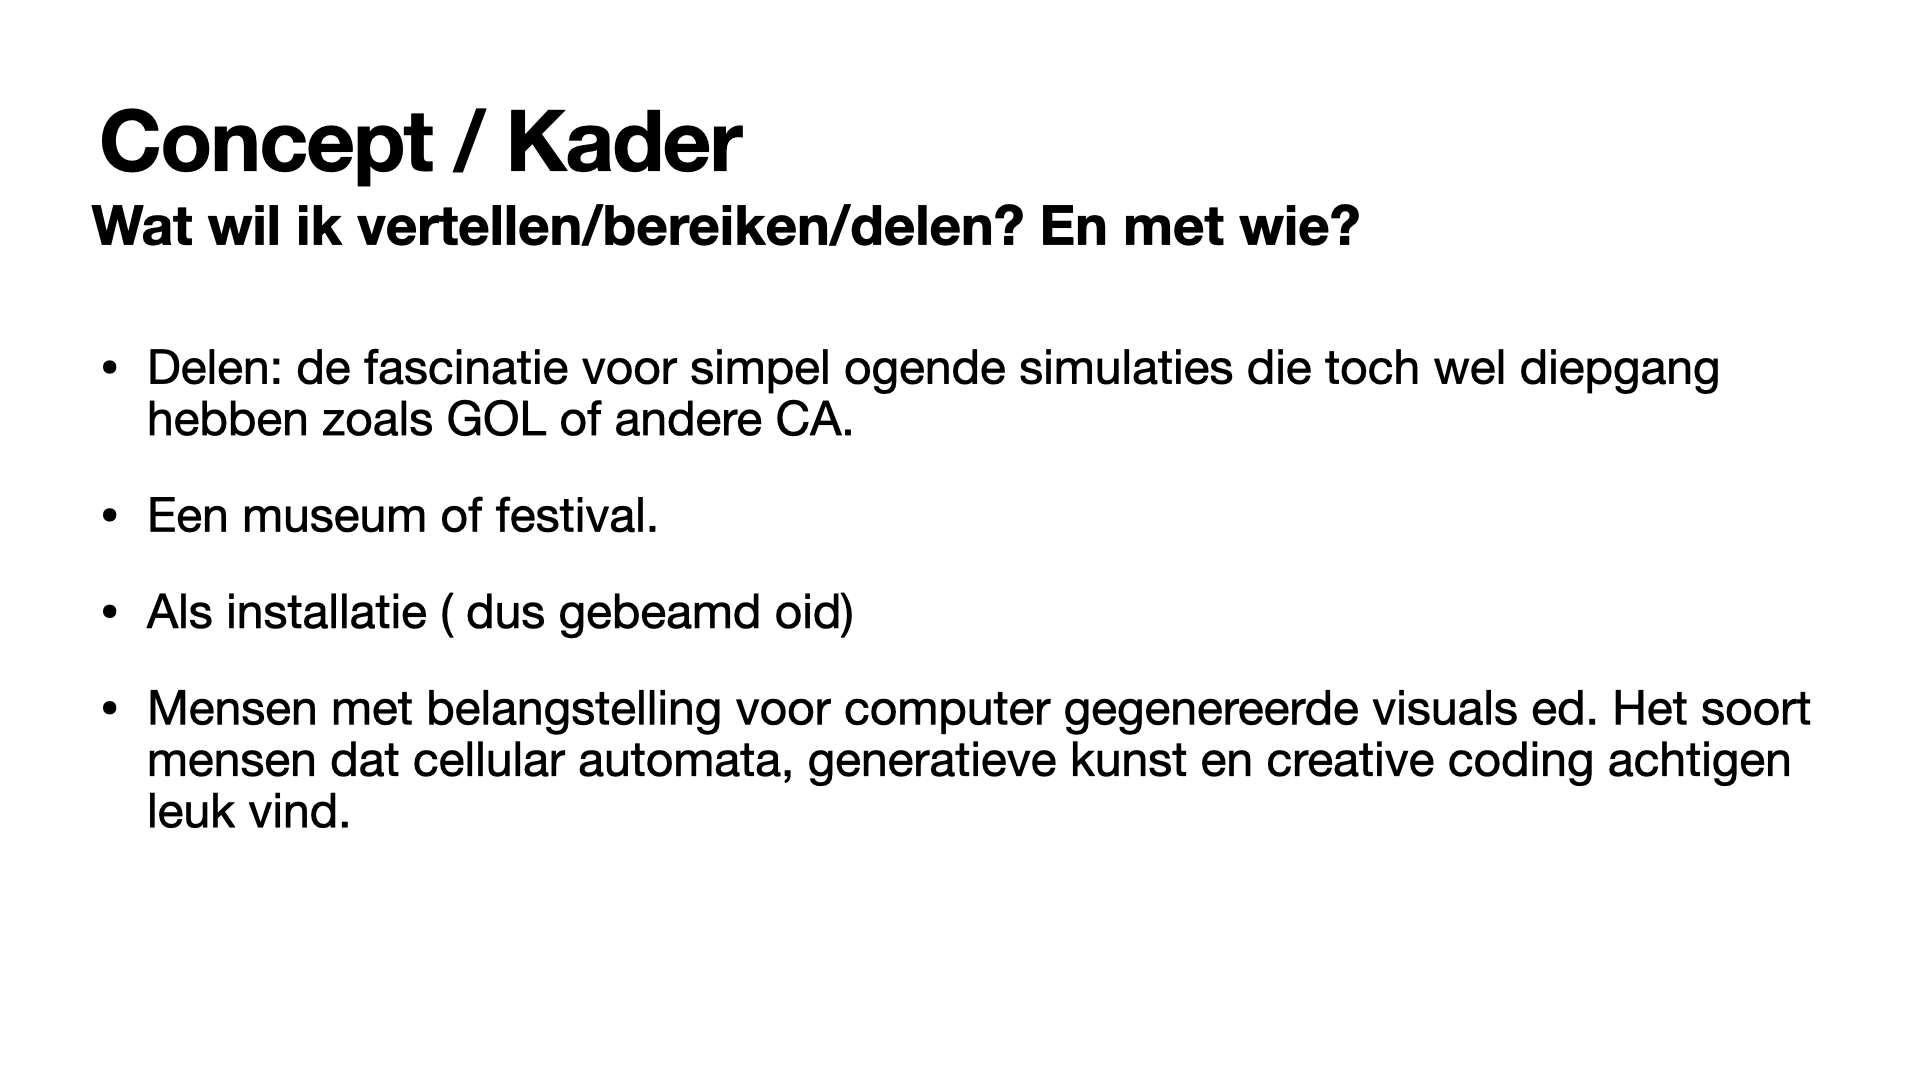 Concept / Kader
Wat wil ik vertellen/bereiken/delen? En met wie?
• Delen: de fascinatie voor simpel ogende simulaties die toch wel diepgang
hebben zoals GOL of andere CA.
• Een museum of festival.
• Als installatie ( dus gebeamd oid)
• Mensen met belangstelling voor computer gegenereerde visuals ed. Het soort
mensen dat cellular automata, generatieve kunst en creative coding achtigen
leuk vind.